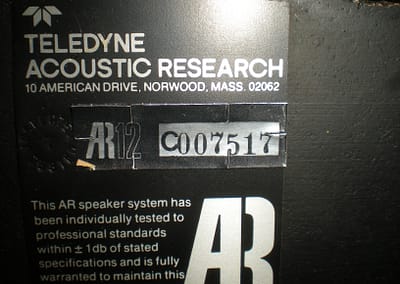 TELEDYNE
ACOUSTIC RESEARCH
10 AMERICAN DRIVE, NORWOOD, MASS. 02062
AR12 C007517
This AR speaker system has
been individually tested to
professional standards
within ± 1db of stated
specifications and is fully
warranted to maintain this
AR